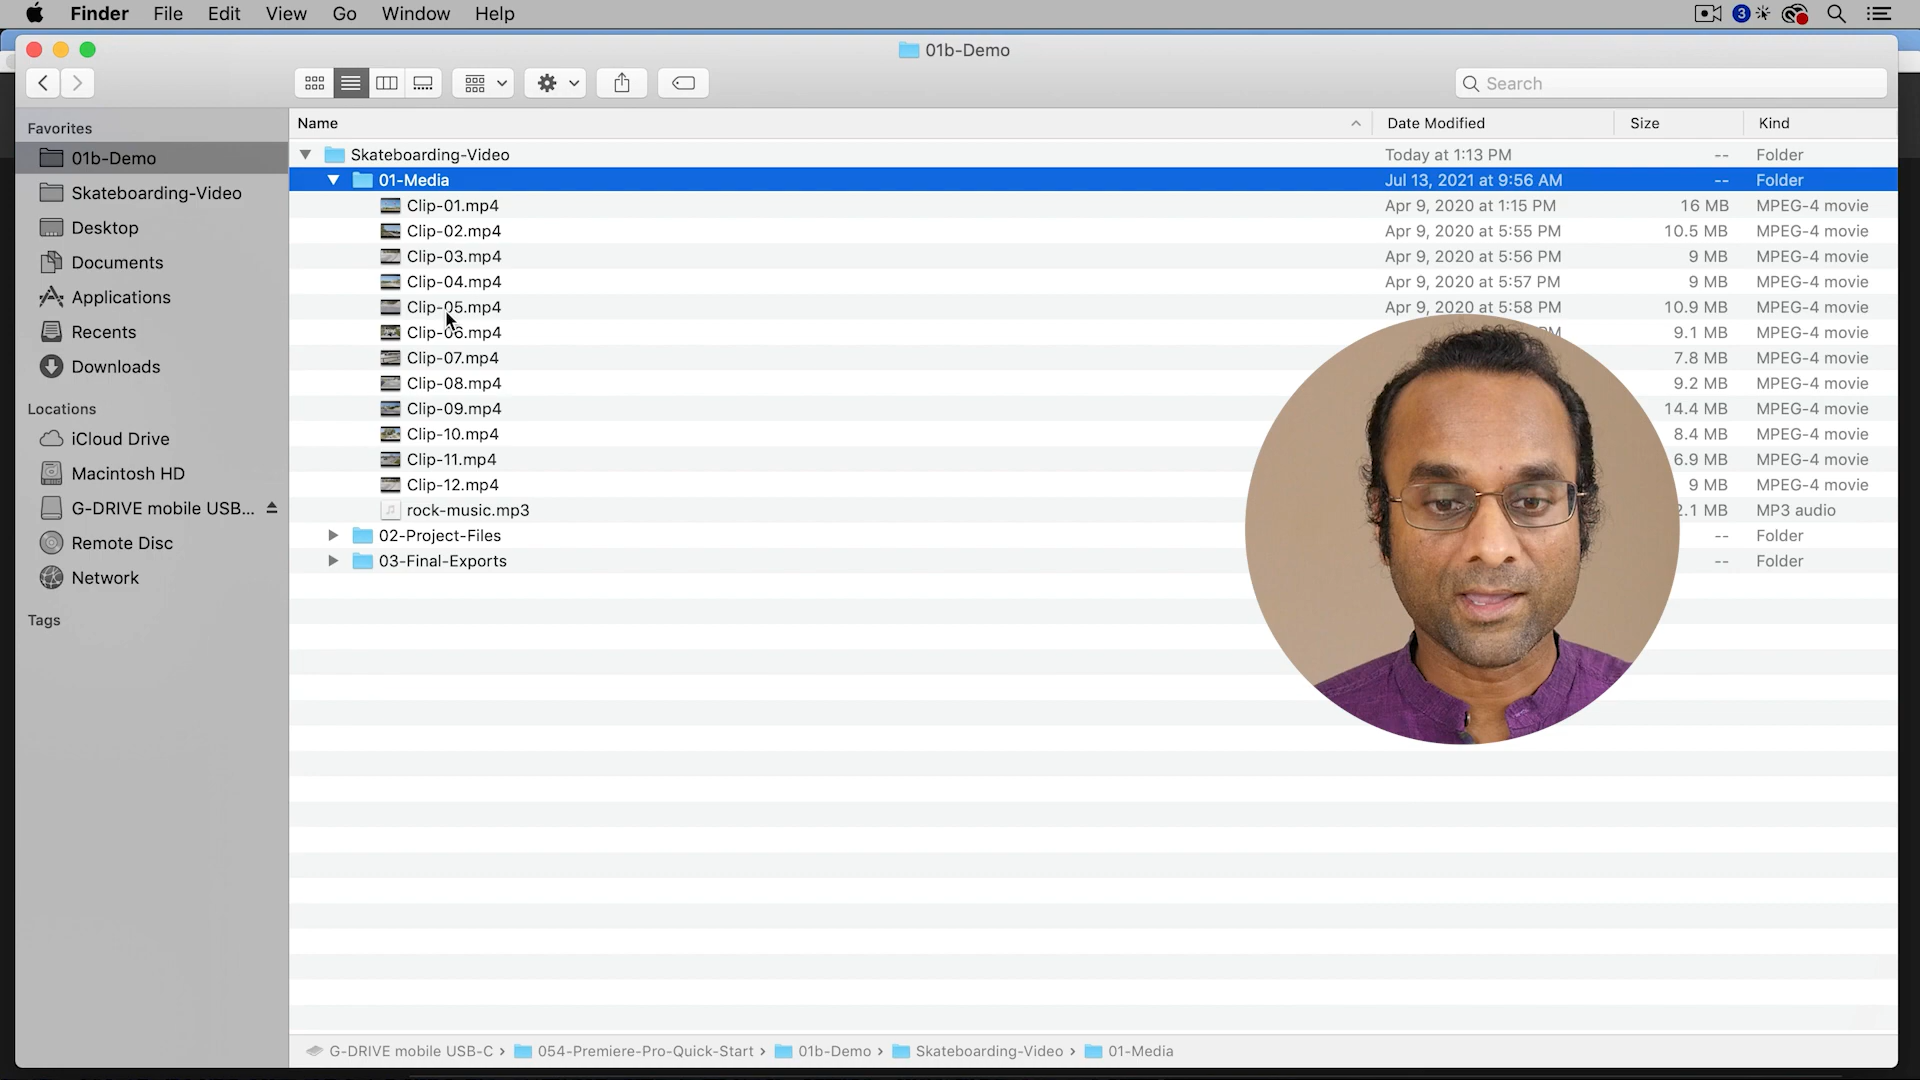 Finder File Edit View Go Window Help 3
01b-Demo
Search
Favorites
01b-Demo
Skateboarding-Video
Desktop
Documents
Applications
Recents
Downloads
Locations
iCloud Drive
Macintosh HD
G-DRIVE mobile USB...
Remote Disc
Network
Tags
Name Date Modified Size Kind
Skateboarding-Video Today at 1:13 PM -- Folder
01-Media Jul 13, 2021 at 9:56 AM -- Folder
Clip-01.mp4 Apr 9, 2020 at 1:15 PM 16 MB MPEG-4 movie
Clip-02.mp4 Apr 9, 2020 at 5:55 PM 10.5 MB MPEG-4 movie
Clip-03.mp4 Apr 9, 2020 at 5:56 PM 9 MB MPEG-4 movie
Clip-04.mp4 Apr 9, 2020 at 5:57 PM 9 MB MPEG-4 movie
Clip-05.mp4 Apr 9, 2020 at 5:58 PM 10.9 MB MPEG-4 movie
Clip-06.mp4 9.1 MB MPEG-4 movie
Clip-07.mp4 7.8 MB MPEG-4 movie
Clip-08.mp4 9.2 MB MPEG-4 movie
Clip-09.mp4 14.4 MB MPEG-4 movie
Clip-10.mp4 8.4 MB MPEG-4 movie
Clip-11.mp4 6.9 MB MPEG-4 movie
Clip-12.mp4 9 MB MPEG-4 movie
rock-music.mp3 MB MP3 audio
02-Project-Files -- Folder
03-Final-Exports -- Folder
G-DRIVE mobile USB-C › 054-Premiere-Pro-Quick-Start › 01b-Demo › Skateboarding-Video › 01-Media